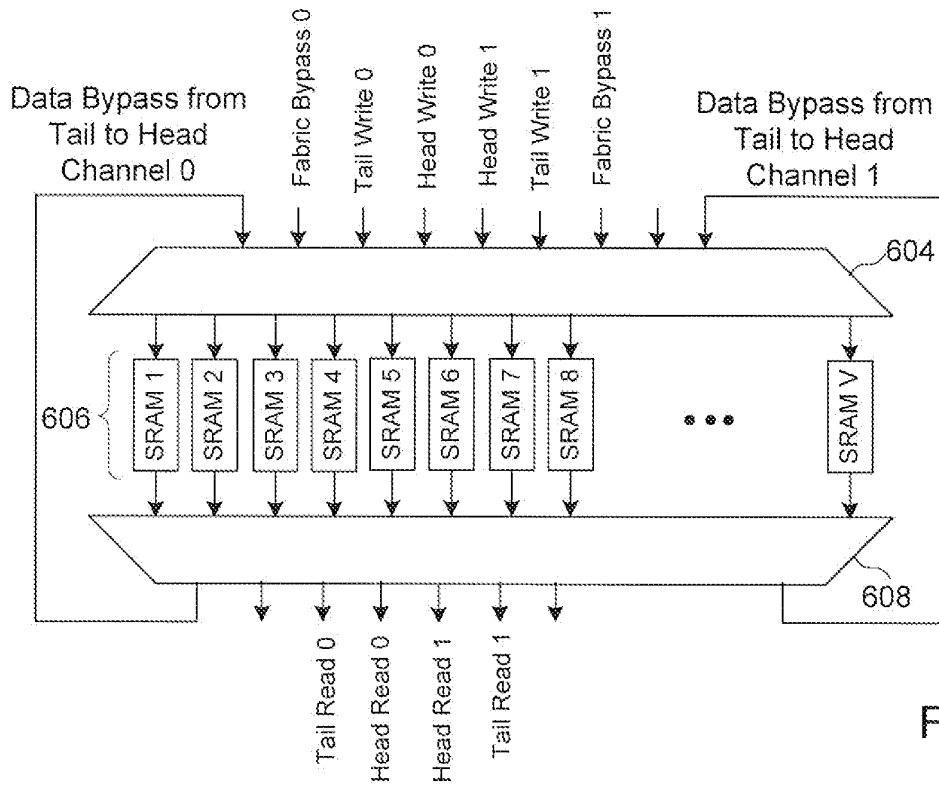 Data Bypass from
Tail to Head
Channel 0
Fabric Bypass 0
Tail Write 0
Head Write 0
Head Write 1
Tail Write 1
Fabric Bypass 1
Data Bypass from
Tail to Head
Channel 1
604
606
SRAM 1
SRAM 2
SRAM 3
SRAM 4
SRAM 5
SRAM 6
SRAM 7
SRAM 8
SRAM V
608
Tail Read 0
Head Read 0
Head Read 1
Tail Read 1
F